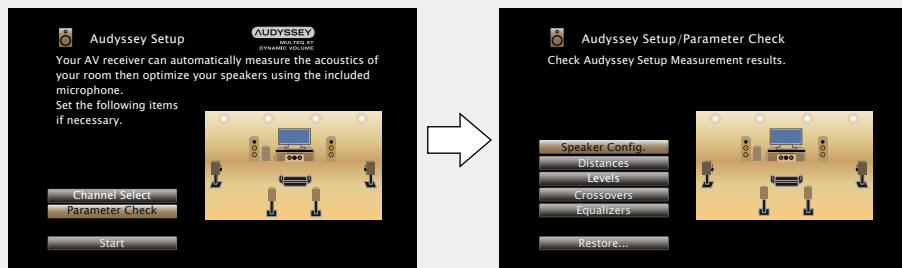 Audyssey Setup
AUDYSSEY
MULTEQ XT
DYNAMIC VOLUME
Your AV receiver can automatically measure the acoustics of
your room then optimize your speakers using the included
microphone.
Set the following items
if necessary.
Channel Select
Parameter Check
Start
Audyssey Setup/Parameter Check
Check Audyssey Setup Measurement results.
Speaker Config.
Distances
Levels
Crossovers
Equalizers
Restore...